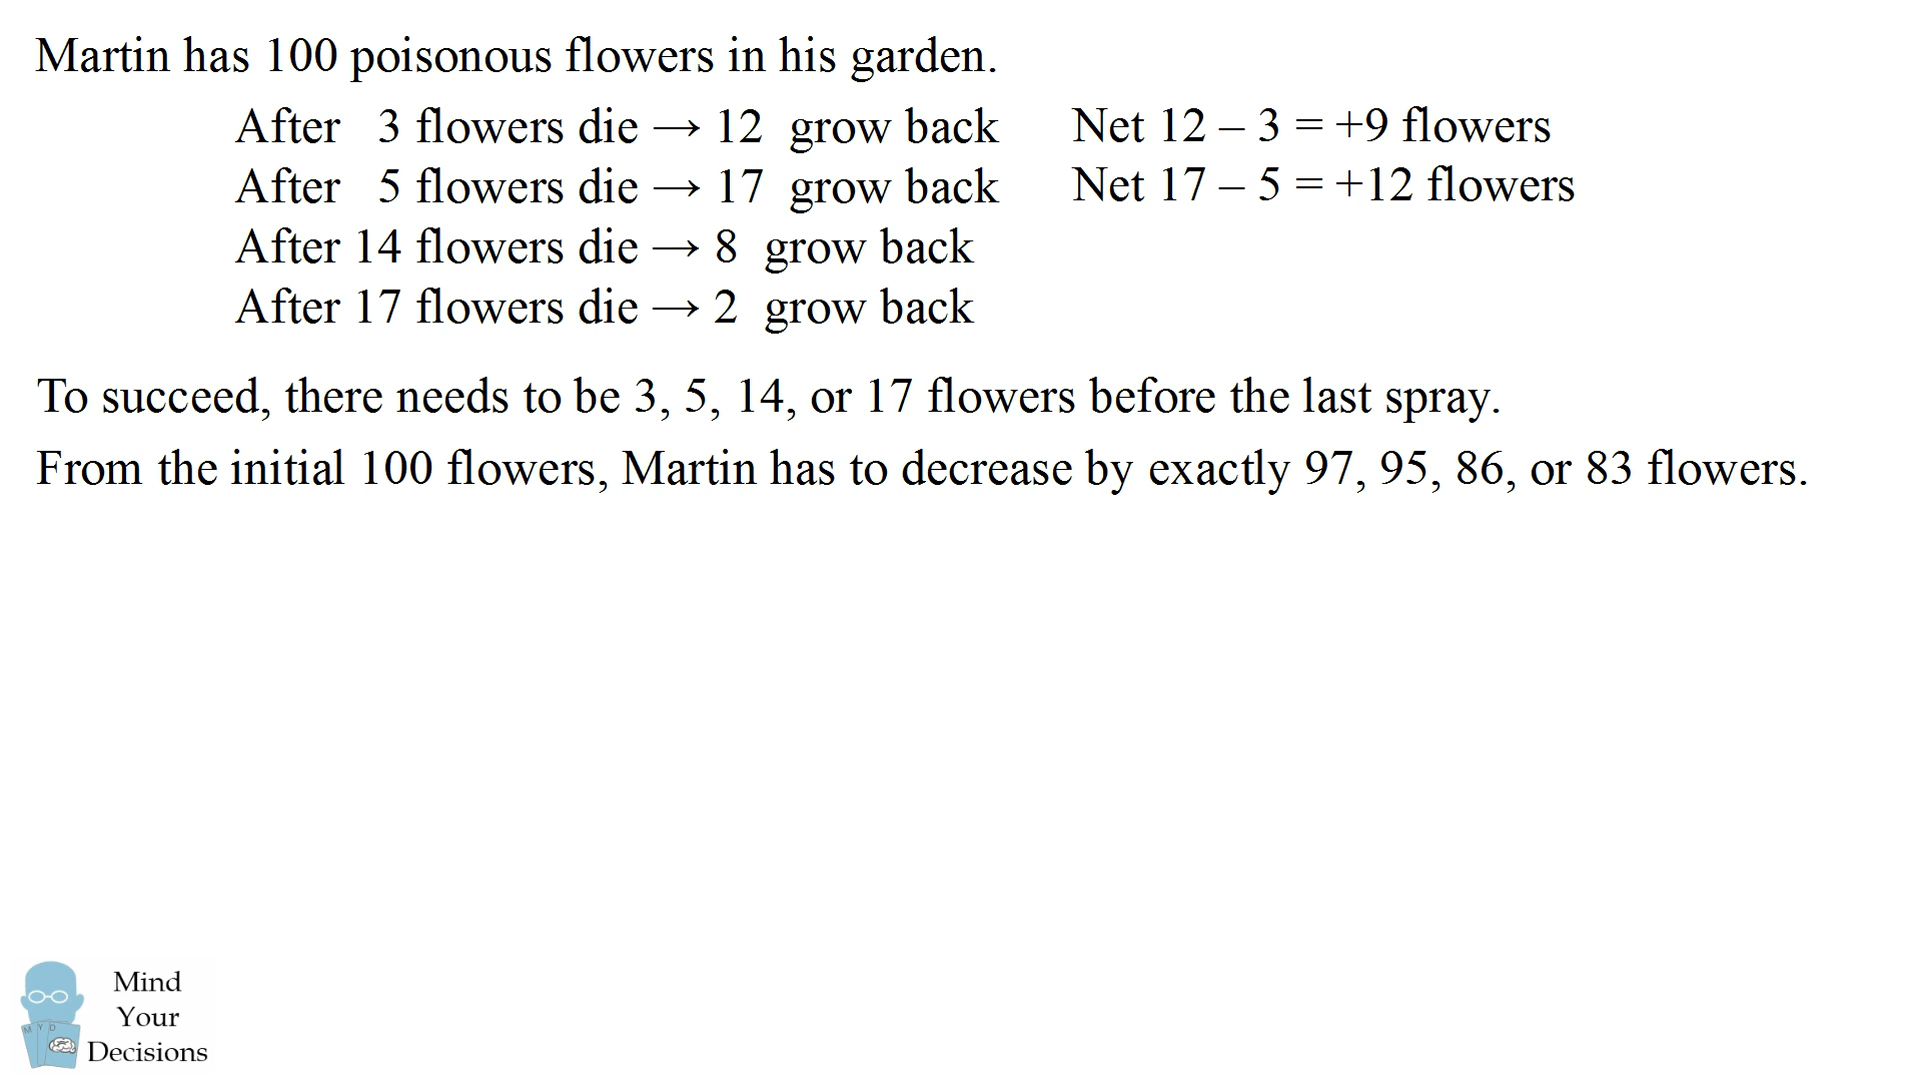 Martin has 100 poisonous flowers in his garden.
After 3 flowers die → 12 grow back Net 12 – 3 = +9 flowers
After 5 flowers die → 17 grow back Net 17 – 5 = +12 flowers
After 14 flowers die → 8 grow back
After 17 flowers die → 2 grow back
To succeed, there needs to be 3, 5, 14, or 17 flowers before the last spray.
From the initial 100 flowers, Martin has to decrease by exactly 97, 95, 86, or 83 flowers.
Mind
Your
M Y D
Decisions